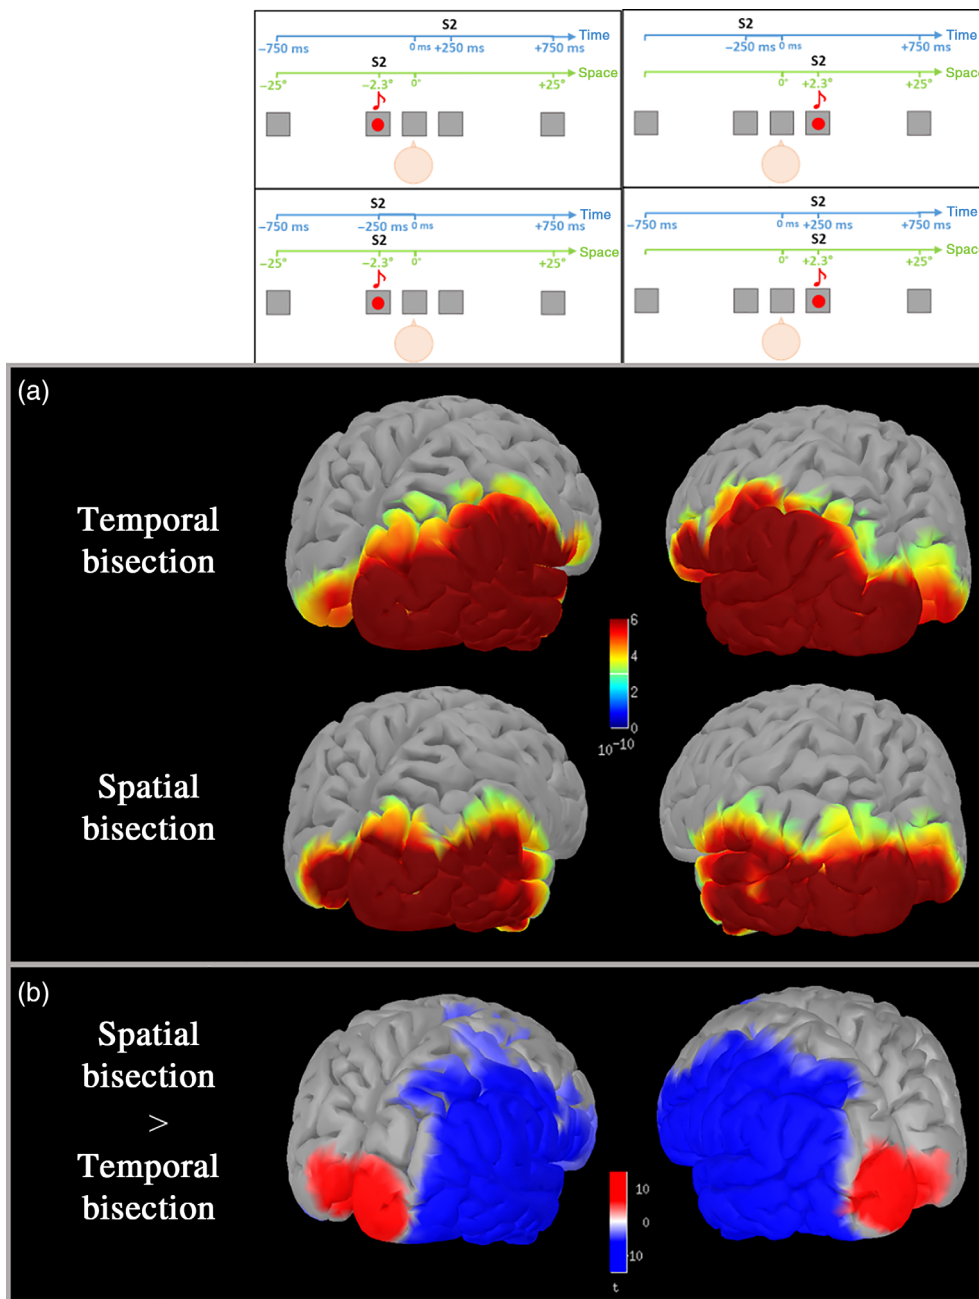 S2
Time
−750 ms 0 ms +250 ms +750 ms
S2
Space
−25° −2.3° 0° +25°
S2
Time
−250 ms 0 ms +750 ms
S2
Space
0° +2.3° +25°
S2
Time
−750 ms −250 ms 0 ms +750 ms
S2
Space
−25° −2.3° 0° +25°
S2
Time
0 ms +250 ms +750 ms
S2
Space
0° +2.3° +25°
(a)
Temporal
bisection
6
4
2
0
10⁻¹⁰
Spatial
bisection
(b)
Spatial
bisection
>
Temporal
bisection
10
0
−10
t